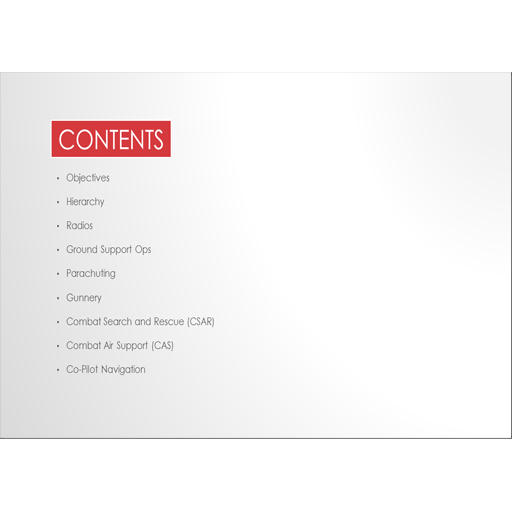 CONTENTS
• Objectives
• Hierarchy
• Radios
• Ground Support Ops
• Parachuting
• Gunnery
• Combat Search and Rescue (CSAR)
• Combat Air Support (CAS)
• Co-Pilot Navigation